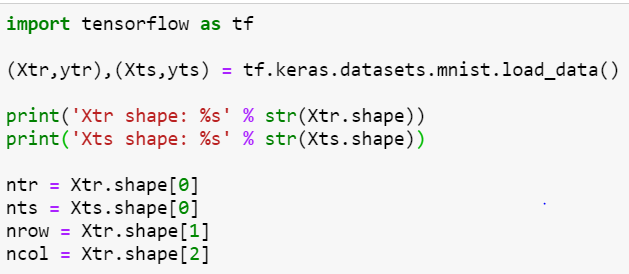 import tensorflow as tf
(Xtr,ytr),(Xts,yts) = tf.keras.datasets.mnist.load_data()
print('Xtr shape: %s' % str(Xtr.shape))
print('Xts shape: %s' % str(Xts.shape))
ntr = Xtr.shape[0]
nts = Xts.shape[0]
nrow = Xtr.shape[1]
ncol = Xtr.shape[2]